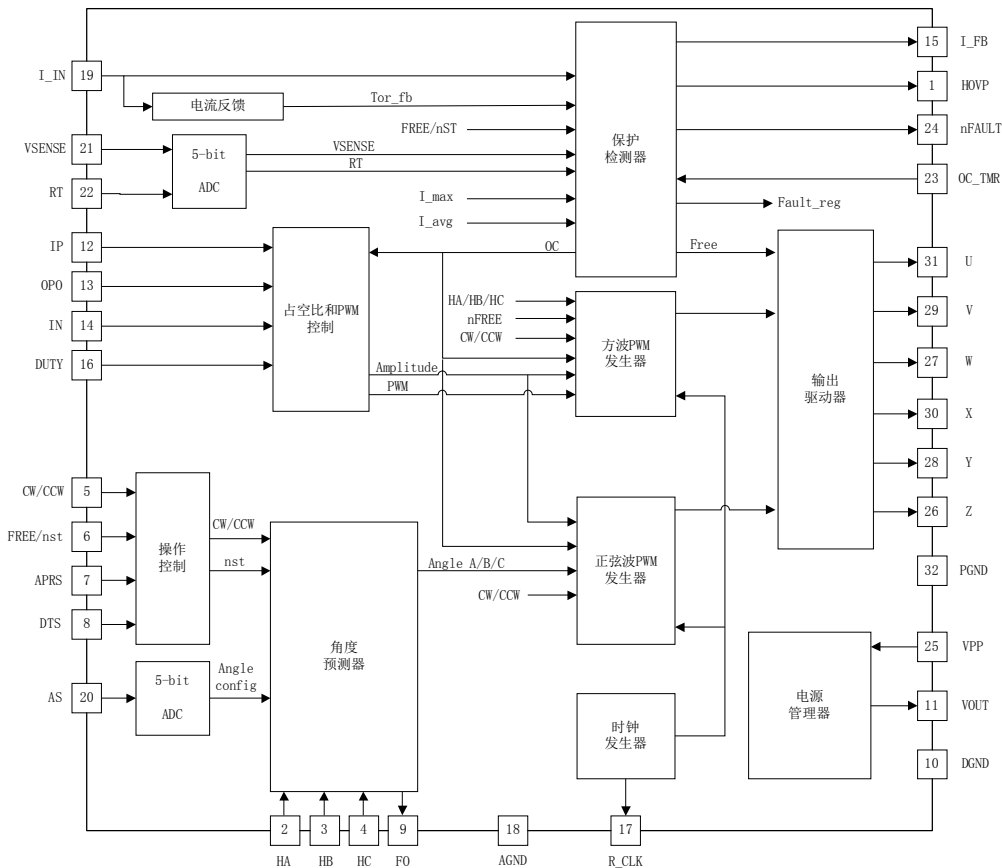 I_IN 19
电流反馈
Tor_fb
FREE/nST
VSENSE 21
RT 22
5-bit
ADC
VSENSE
RT
I_max
I_avg
OC
保护
检测器
15 I_FB
1 HOVP
24 nFAULT
23 OC_TMR
Fault_reg
Free
IP 12
OPO 13
IN 14
DUTY 16
占空比和PWM
控制
Amplitude
PWM
HA/HB/HC
nFREE
CW/CCW
方波PWM
发生器
输出
驱动器
31 U
29 V
27 W
30 X
28 Y
26 Z
32 PGND
CW/CCW 5
FREE/nst 6
APRS 7
DTS 8
操作
控制
CW/CCW
nst
AS 20
5-bit
ADC
Angle
config
角度
预测器
Angle A/B/C
CW/CCW
正弦波PWM
发生器
时钟
发生器
电源
管理器
25 VPP
11 VOUT
10 DGND
2 3 4 9 18 17
HA HB HC FO AGND R_CLK